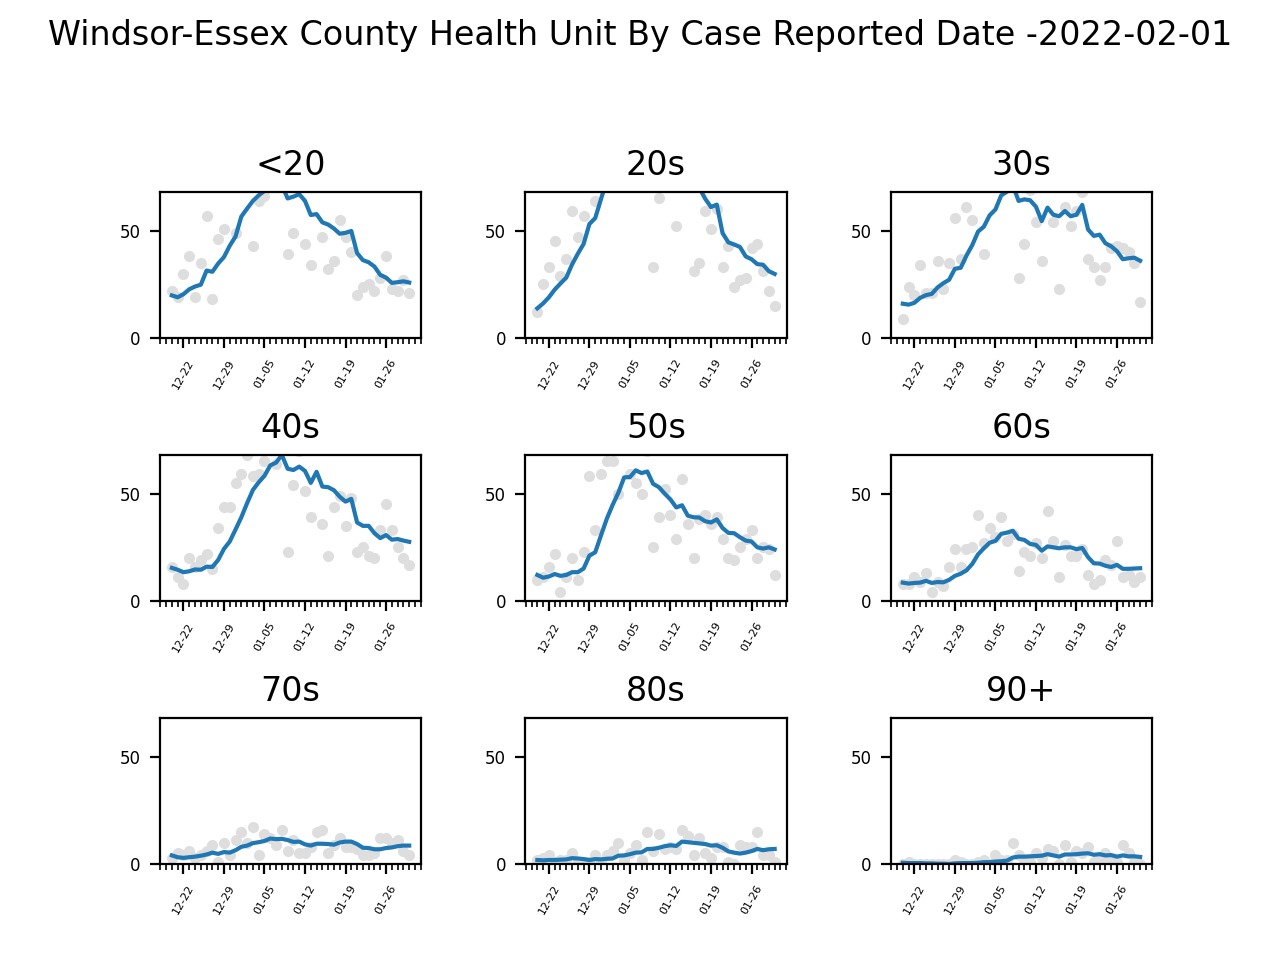 Windsor-Essex County Health Unit By Case Reported Date -2022-02-01
<20 20s 30s
50 50 50
0 0 0
12-22 12-29 01-05 01-12 01-19 01-26 12-22 12-29 01-05 01-12 01-19 01-26 12-22 12-29 01-05 01-12 01-19 01-26
40s 50s 60s
50 50 50
0 0 0
12-22 12-29 01-05 01-12 01-19 01-26 12-22 12-29 01-05 01-12 01-19 01-26 12-22 12-29 01-05 01-12 01-19 01-26
70s 80s 90+
50 50 50
0 0 0
12-22 12-29 01-05 01-12 01-19 01-26 12-22 12-29 01-05 01-12 01-19 01-26 12-22 12-29 01-05 01-12 01-19 01-26